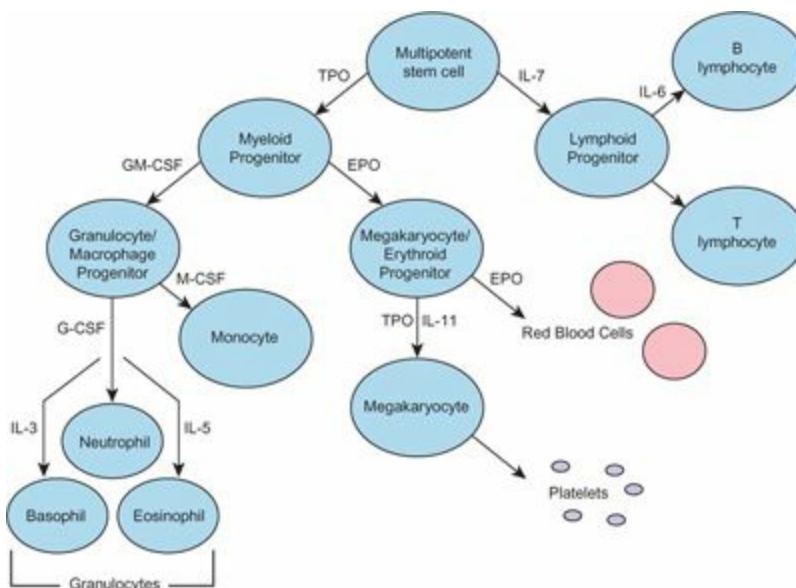 Multipotent
stem cell
B
lymphocyte
TPO
IL-7
IL-6
Myeloid
Progenitor
Lymphoid
Progenitor
GM-CSF
EPO
T
lymphocyte
Granulocyte/
Macrophage
Progenitor
Megakaryocyte/
Erythroid
Progenitor
M-CSF
EPO
G-CSF
TPO
IL-11
Monocyte
Red Blood Cells
Megakaryocyte
IL-3
IL-5
Neutrophil
Basophil
Eosinophil
Platelets
Granulocytes